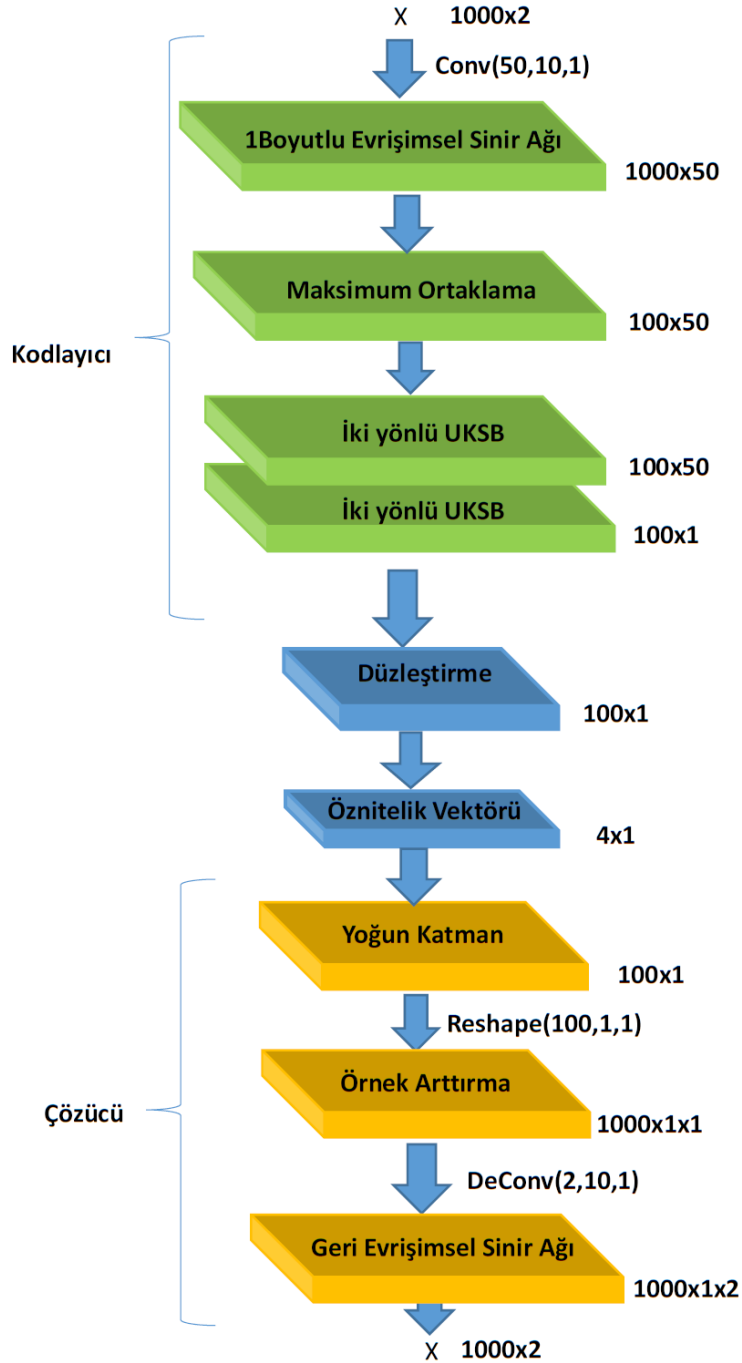 X 1000x2
Conv(50,10,1)
1Boyutlu Evrişimsel Sinir Ağı
1000x50
Maksimum Ortaklama
100x50
Kodlayıcı
İki yönlü UKSB
100x50
İki yönlü UKSB
100x1
Düzleştirme
100x1
Öznitelik Vektörü
4x1
Yoğun Katman
100x1
Reshape(100,1,1)
Örnek Arttırma
1000x1x1
Çözücü
DeConv(2,10,1)
Geri Evrişimsel Sinir Ağı
1000x1x2
X 1000x2